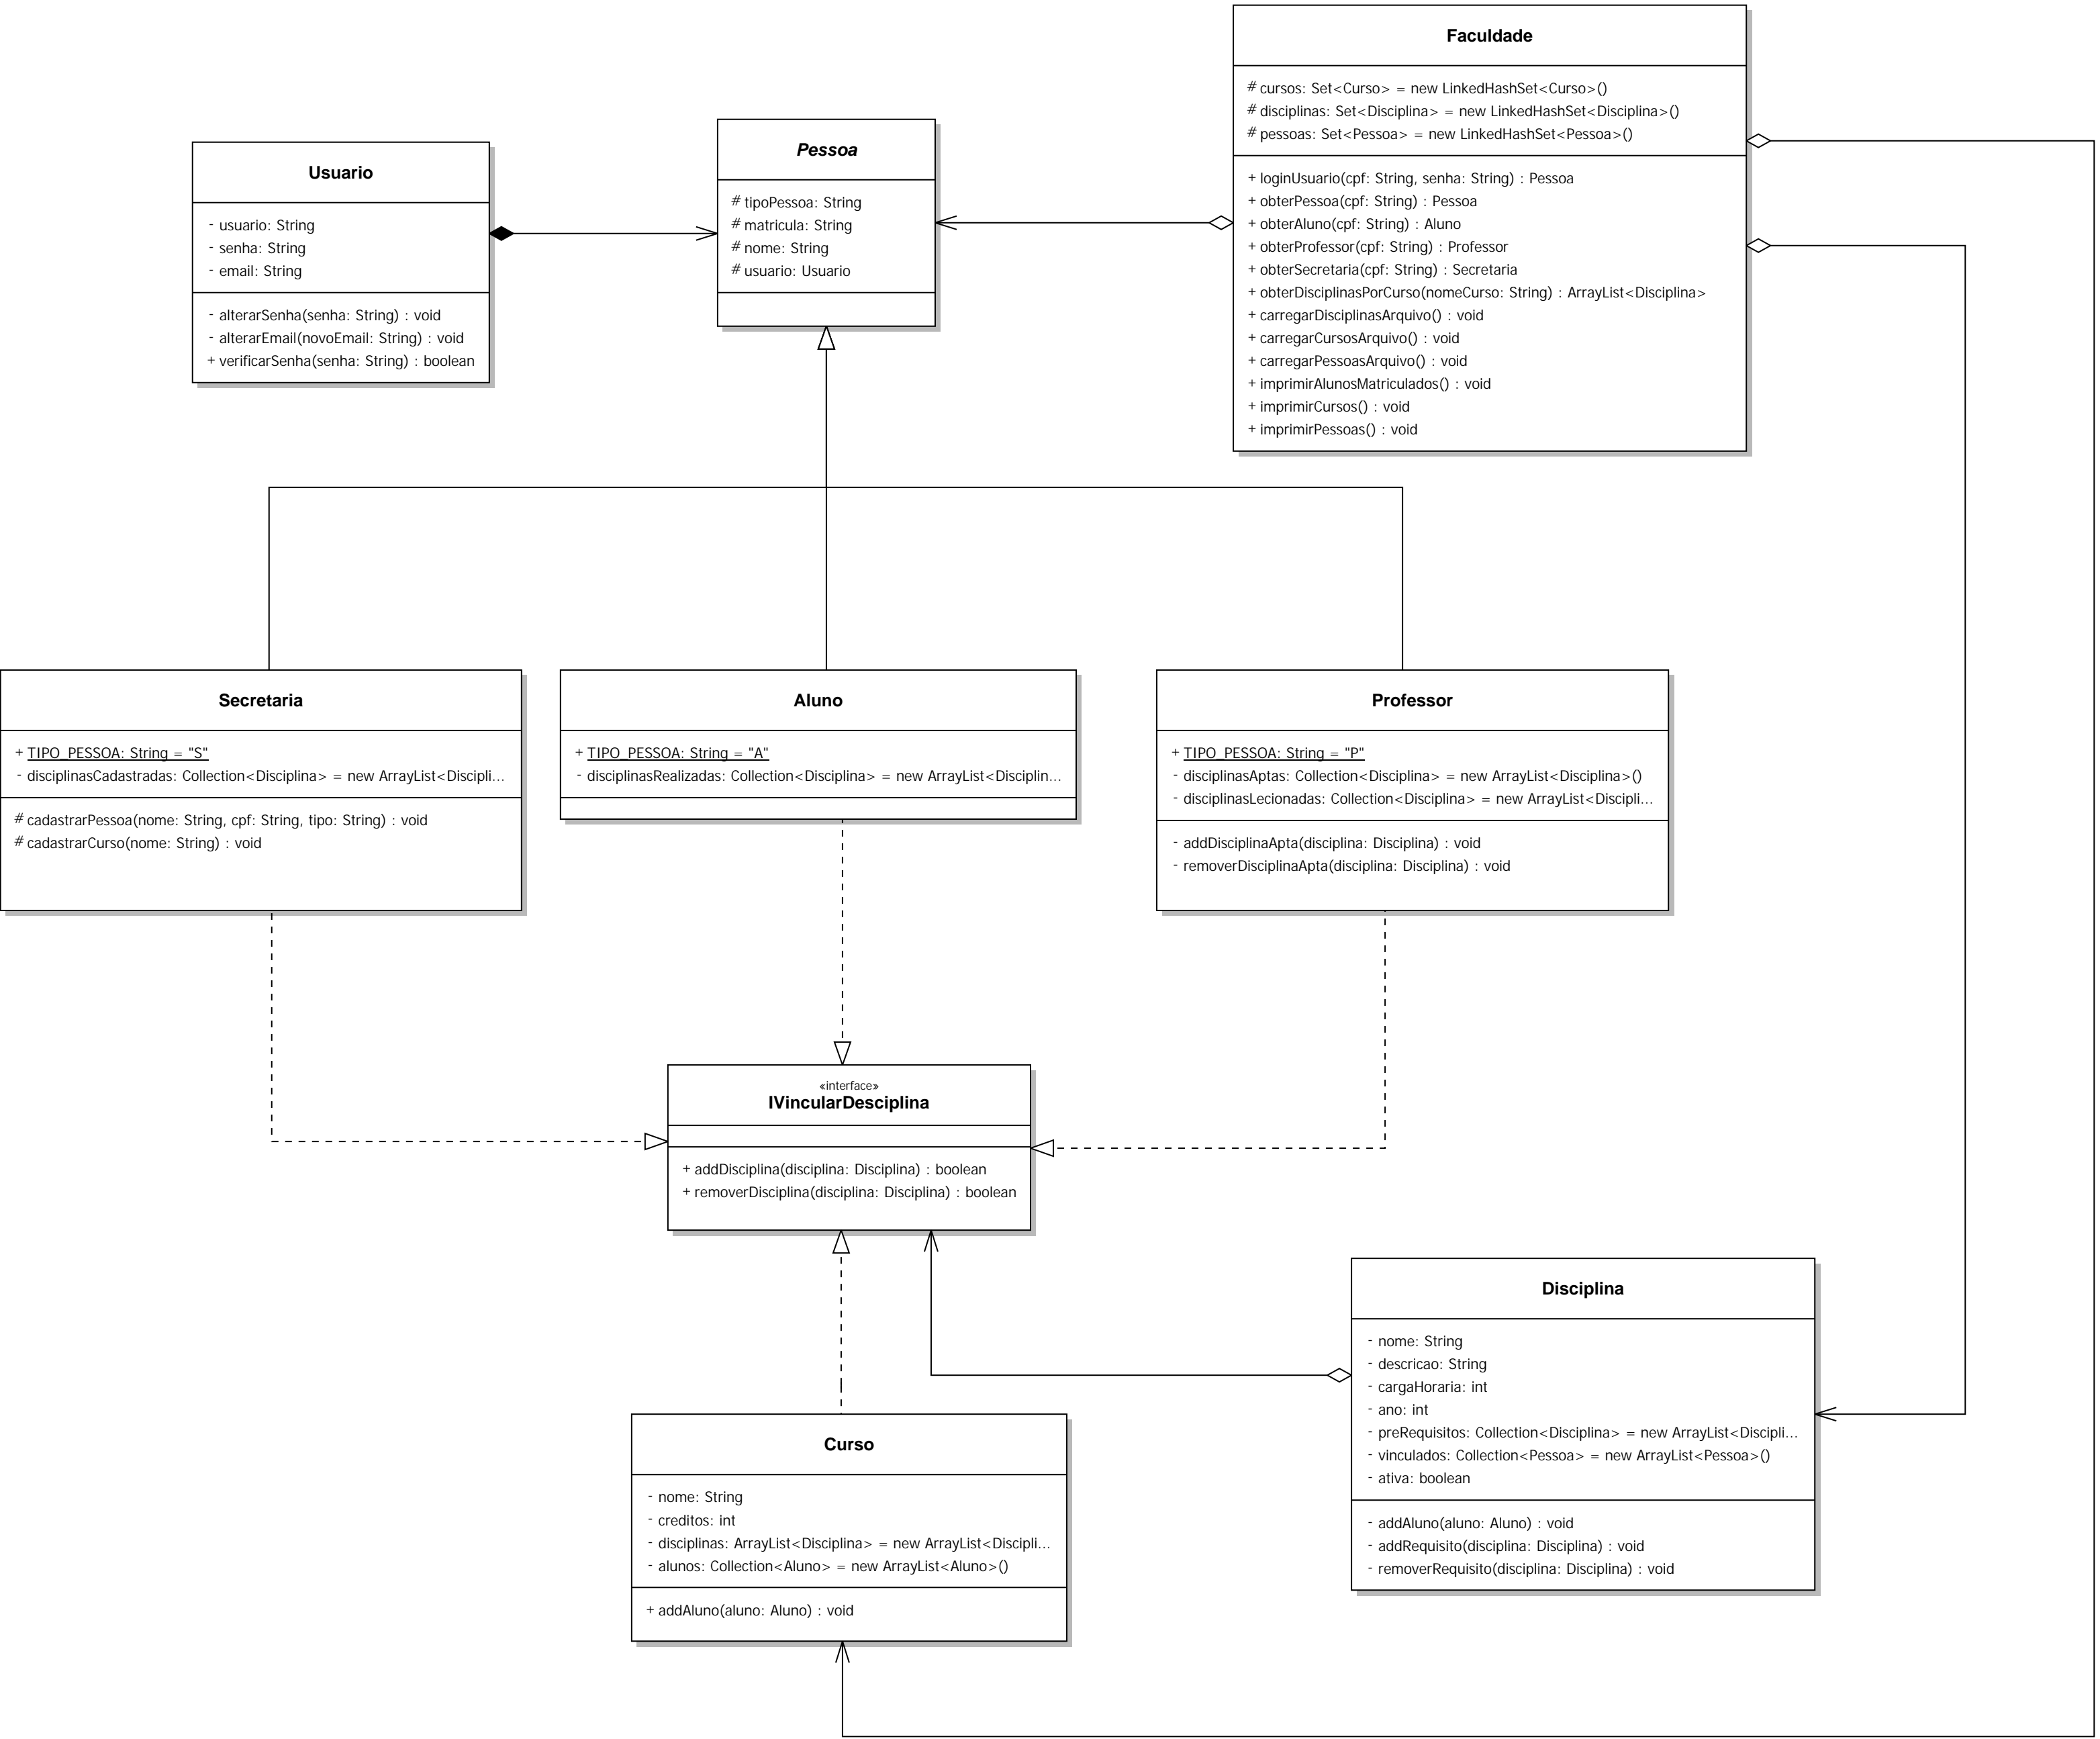 Faculdade
# cursos: Set<Curso> = new LinkedHashSet<Curso>()
# disciplinas: Set<Disciplina> = new LinkedHashSet<Disciplina>()
# pessoas: Set<Pessoa> = new LinkedHashSet<Pessoa>()
+ loginUsuario(cpf: String, senha: String) : Pessoa
+ obterPessoa(cpf: String) : Pessoa
+ obterAluno(cpf: String) : Aluno
+ obterProfessor(cpf: String) : Professor
+ obterSecretaria(cpf: String) : Secretaria
+ obterDisciplinasPorCurso(nomeCurso: String) : ArrayList<Disciplina>
+ carregarDisciplinasArquivo() : void
+ carregarCursosArquivo() : void
+ carregarPessoasArquivo() : void
+ imprimirAlunosMatriculados() : void
+ imprimirCursos() : void
+ imprimirPessoas() : void
Pessoa
# tipoPessoa: String
# matricula: String
# nome: String
# usuario: Usuario
Usuario
- usuario: String
- senha: String
- email: String
- alterarSenha(senha: String) : void
- alterarEmail(novoEmail: String) : void
+ verificarSenha(senha: String) : boolean
Secretaria
+ TIPO_PESSOA: String = "S"
- disciplinasCadastradas: Collection<Disciplina> = new ArrayList<Discipli...
# cadastrarPessoa(nome: String, cpf: String, tipo: String) : void
# cadastrarCurso(nome: String) : void
Aluno
+ TIPO_PESSOA: String = "A"
- disciplinasRealizadas: Collection<Disciplina> = new ArrayList<Disciplin...
Professor
+ TIPO_PESSOA: String = "P"
- disciplinasAptas: Collection<Disciplina> = new ArrayList<Disciplina>()
- disciplinasLecionadas: Collection<Disciplina> = new ArrayList<Discipli...
- addDisciplinaApta(disciplina: Disciplina) : void
- removerDisciplinaApta(disciplina: Disciplina) : void
«interface»
IVincularDesciplina
+ addDisciplina(disciplina: Disciplina) : boolean
+ removerDisciplina(disciplina: Disciplina) : boolean
Disciplina
- nome: String
- descricao: String
- cargaHoraria: int
- ano: int
- preRequisitos: Collection<Disciplina> = new ArrayList<Discipli...
- vinculados: Collection<Pessoa> = new ArrayList<Pessoa>()
- ativa: boolean
- addAluno(aluno: Aluno) : void
- addRequisito(disciplina: Disciplina) : void
- removerRequisito(disciplina: Disciplina) : void
Curso
- nome: String
- creditos: int
- disciplinas: ArrayList<Disciplina> = new ArrayList<Discipli...
- alunos: Collection<Aluno> = new ArrayList<Aluno>()
+ addAluno(aluno: Aluno) : void